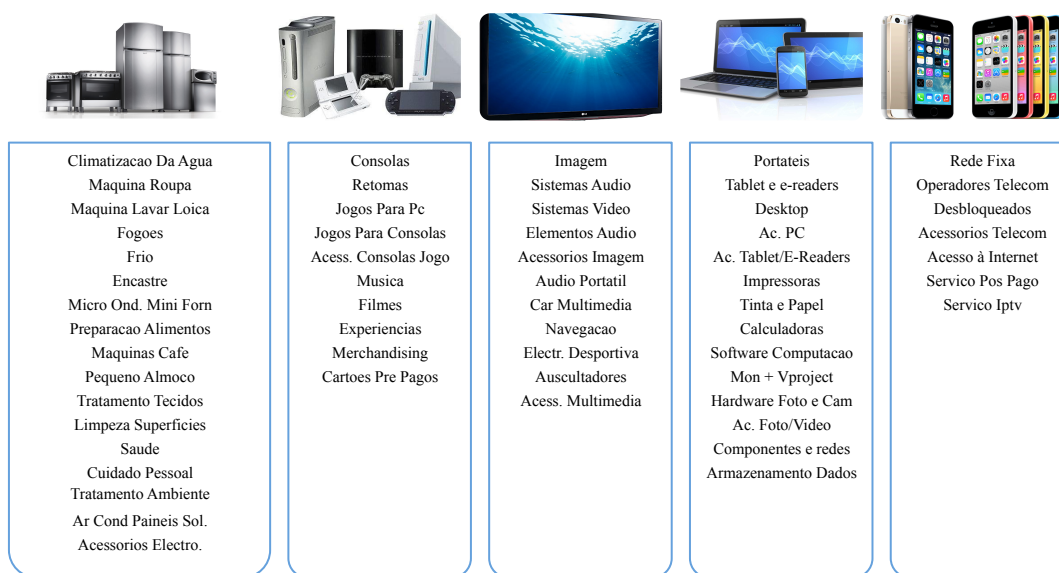 Climatizacao Da Agua
Maquina Roupa
Maquina Lavar Loica
Fogoes
Frio
Encastre
Micro Ond. Mini Forn
Preparacao Alimentos
Maquinas Cafe
Pequeno Almoco
Tratamento Tecidos
Limpeza Superficies
Saude
Cuidado Pessoal
Tratamento Ambiente
Ar Cond Paineis Sol.
Acessorios Electro.
Consolas
Retomas
Jogos Para Pc
Jogos Para Consolas
Acess. Consolas Jogo
Musica
Filmes
Experiencias
Merchandising
Cartoes Pre Pagos
Imagem
Sistemas Audio
Sistemas Video
Elementos Audio
Acessorios Imagem
Audio Portatil
Car Multimedia
Navegacao
Electr. Desportiva
Auscultadores
Acess. Multimedia
Portateis
Tablet e e-readers
Desktop
Ac. PC
Ac. Tablet/E-Readers
Impressoras
Tinta e Papel
Calculadoras
Software Computacao
Mon + Vproject
Hardware Foto e Cam
Ac. Foto/Video
Componentes e redes
Armazenamento Dados
Rede Fixa
Operadores Telecom
Desbloqueados
Acessorios Telecom
Acesso à Internet
Servico Pos Pago
Servico Iptv